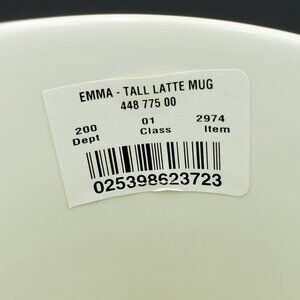 EMMA - TALL LATTE MUG
448 775 00
200 01 2974
Dept Class Item
025398623723